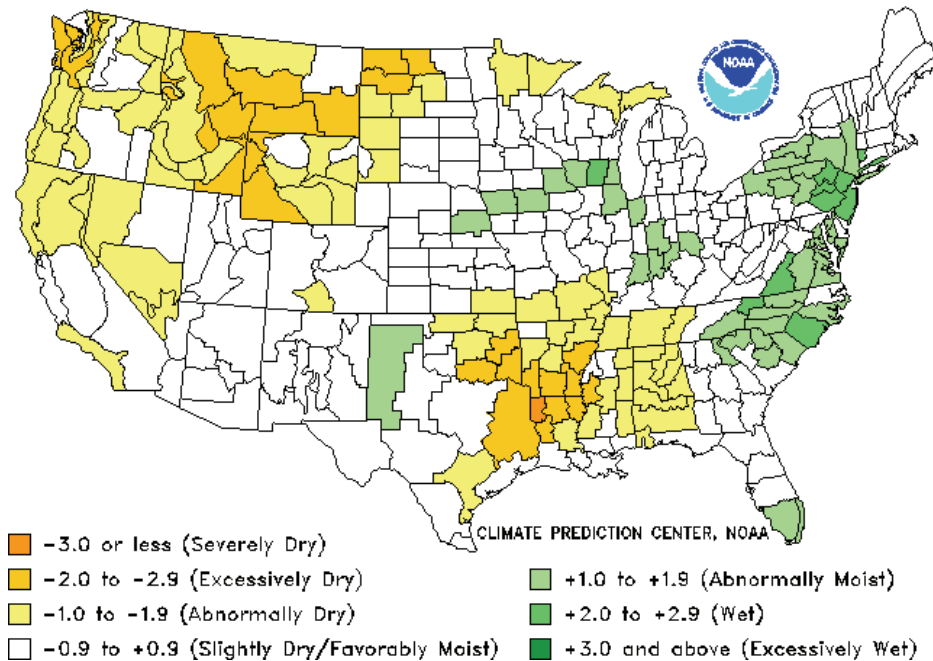 NOAA
CLIMATE PREDICTION CENTER, NOAA
-3.0 or less (Severely Dry)
-2.0 to -2.9 (Excessively Dry)
-1.0 to -1.9 (Abnormally Dry)
-0.9 to +0.9 (Slightly Dry/Favorably Moist)
+1.0 to +1.9 (Abnormally Moist)
+2.0 to +2.9 (Wet)
+3.0 and above (Excessively Wet)